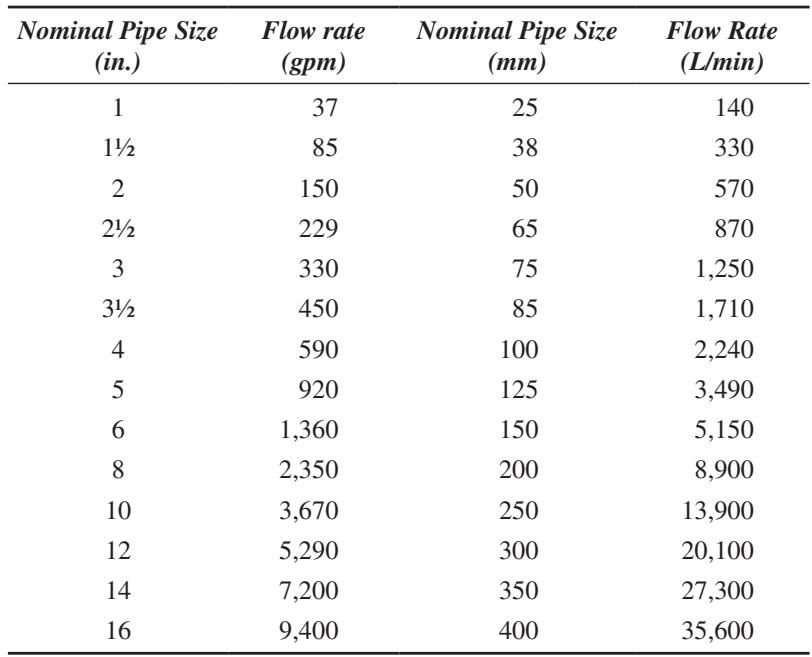 Nominal Pipe Size (in.) Flow rate (gpm) Nominal Pipe Size (mm) Flow Rate (L/min)
1 37 25 140
1½ 85 38 330
2 150 50 570
2½ 229 65 870
3 330 75 1,250
3½ 450 85 1,710
4 590 100 2,240
5 920 125 3,490
6 1,360 150 5,150
8 2,350 200 8,900
10 3,670 250 13,900
12 5,290 300 20,100
14 7,200 350 27,300
16 9,400 400 35,600